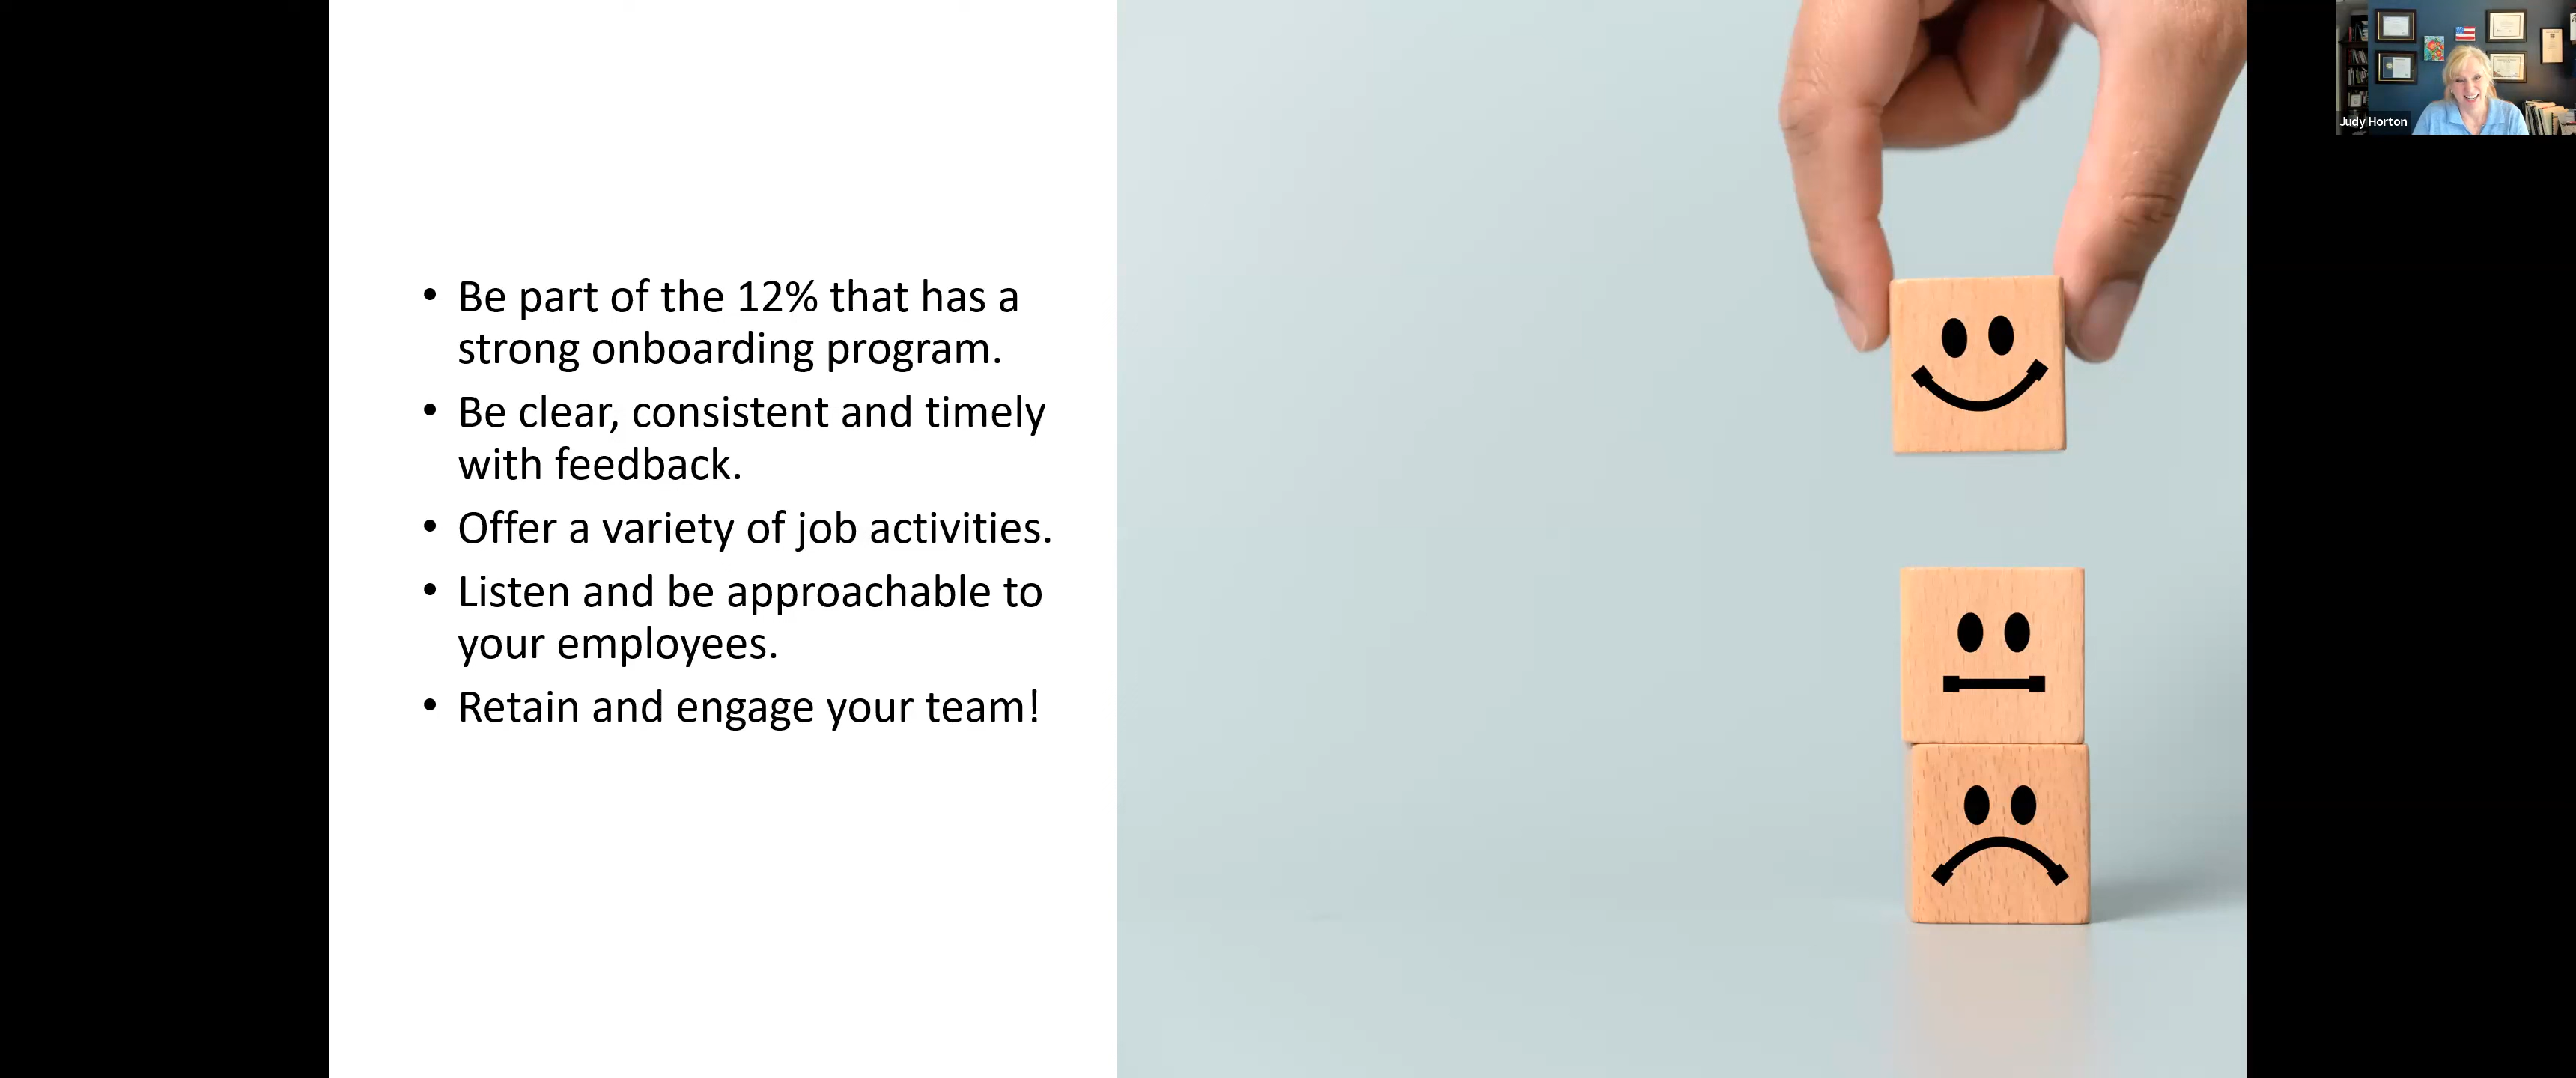 • Be part of the 12% that has a
strong onboarding program.
• Be clear, consistent and timely
with feedback.
• Offer a variety of job activities.
• Listen and be approachable to
your employees.
• Retain and engage your team!
Judy Horton